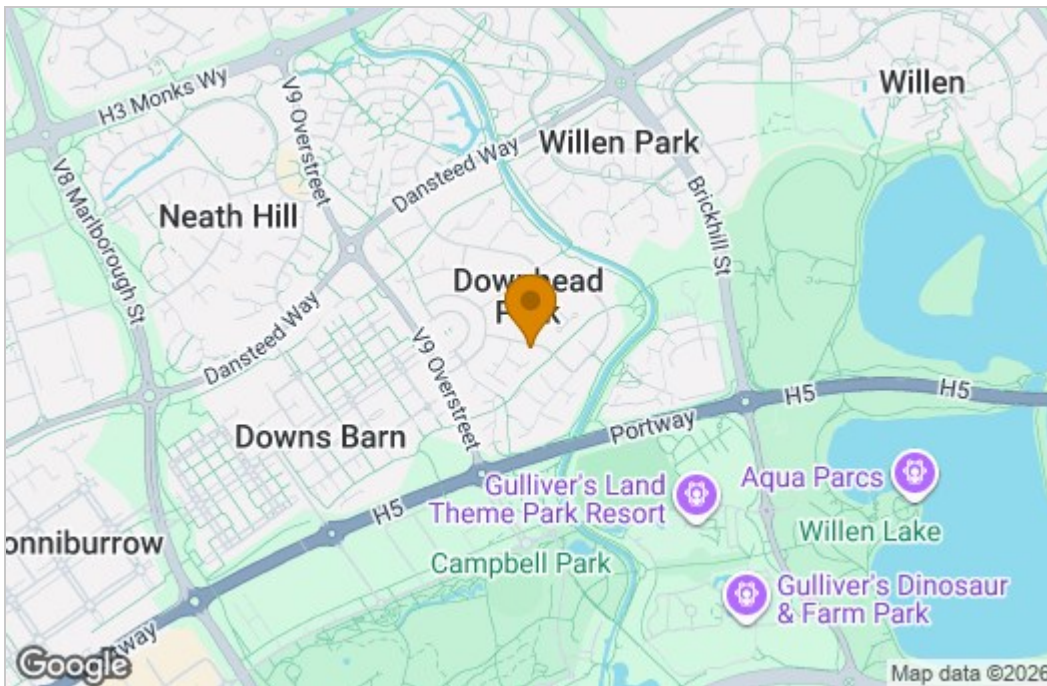 H3 Monks Wy
V9 Overstreet
Willen
Willen Park
Dansteed Way
V8 Marlborough St
Neath Hill
Brickhill St
Downhead
Dansteed Way
V9 Overstreet
H5
H5
Portway
Downs Barn
Aqua Parcs
Gulliver's Land
Theme Park Resort
H5
Willen Lake
onniburrow
Campbell Park
Gulliver's Dinosaur
& Farm Park
tway
Google
Map data ©2026